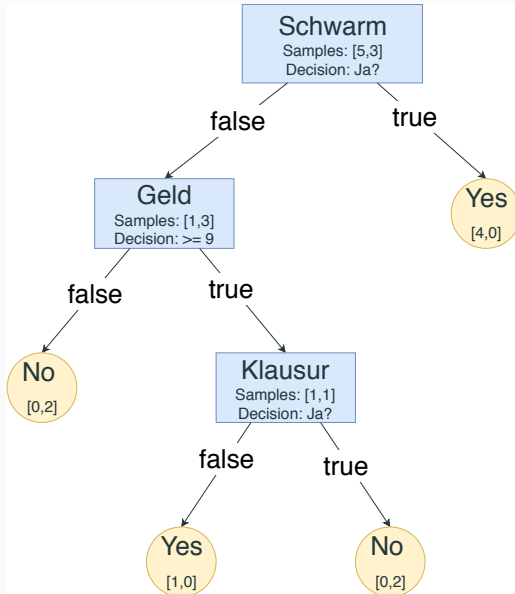 Schwarm
Samples: [5,3]
Decision: Ja?
false
true
Geld
Samples: [1,3]
Decision: >= 9
Yes
[4,0]
false
true
No
[0,2]
Klausur
Samples: [1,1]
Decision: Ja?
false
true
Yes
[1,0]
No
[0,2]